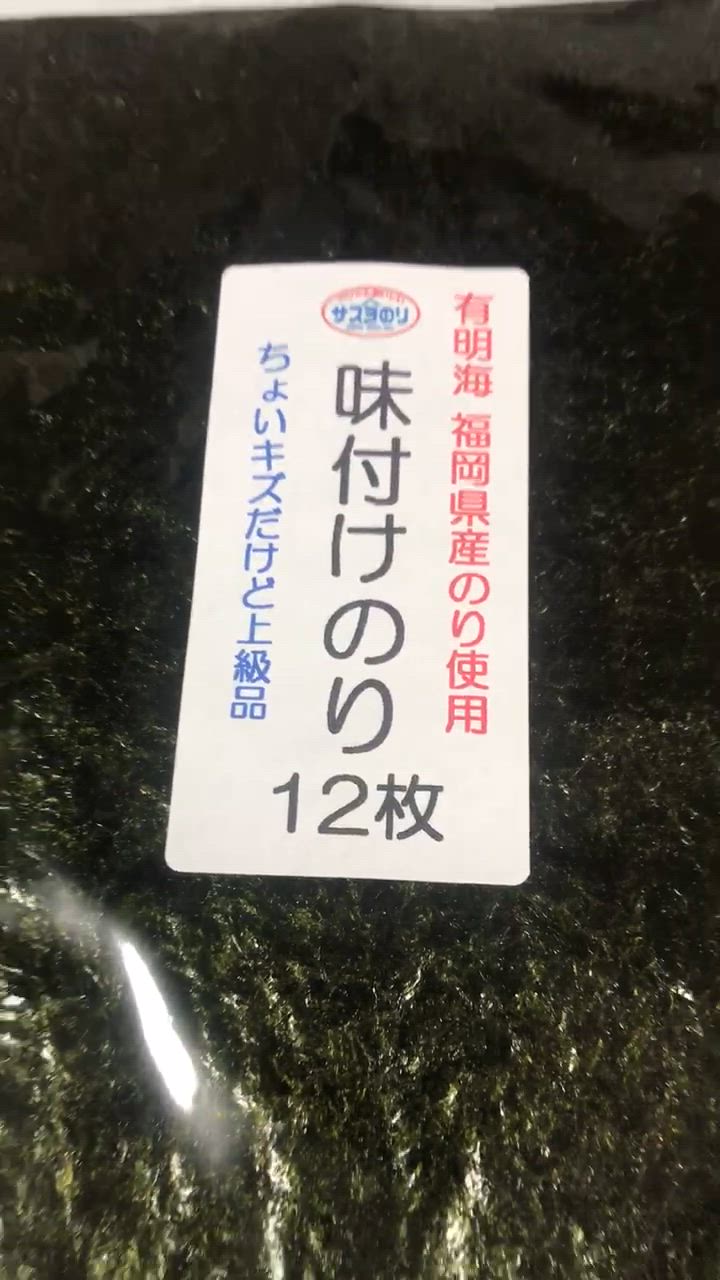 有明海 福岡県産のり使用
サスヨのり
味付けのり
12枚
ちょいキズだけど上級品